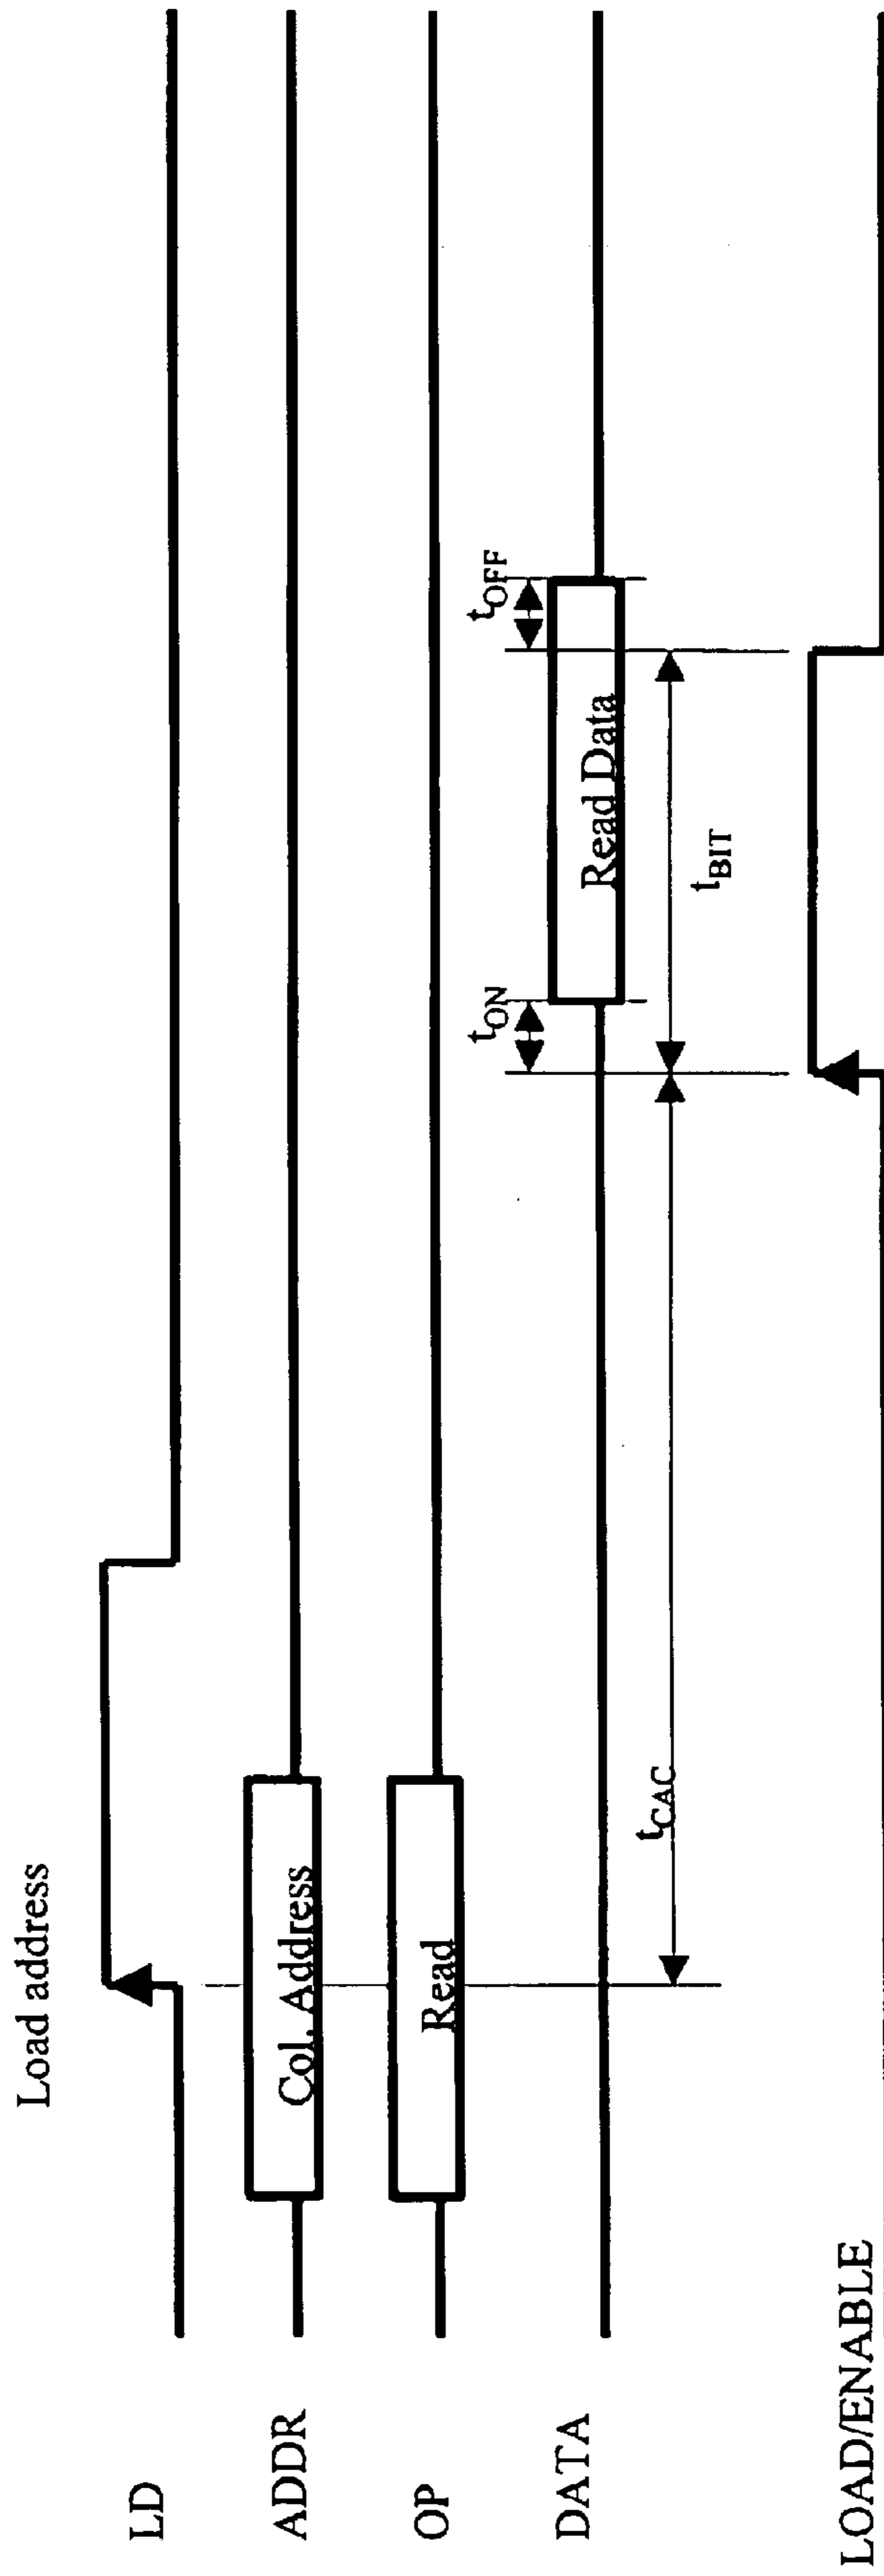 Load address
LD
ADDR
Col. Address
OP
Read
DATA
Read Data
tON
tOFF
tCAC
tBIT
LOAD/ENABLE